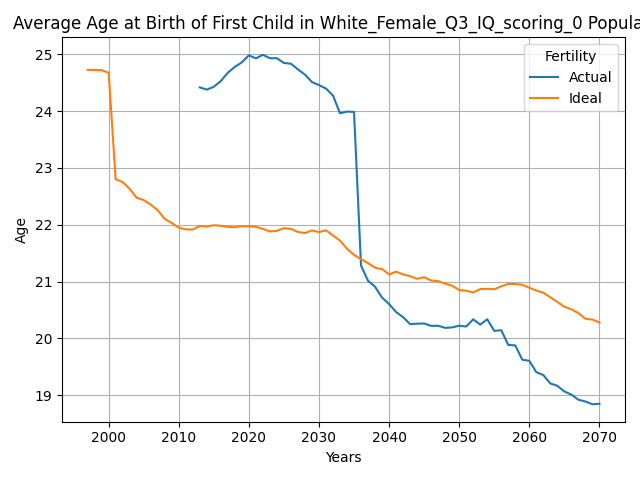 Average Age at Birth of First Child in White_Female_Q3_IQ_scoring_0 Popula
Fertility
Actual
Ideal
25
24
23
22
21
20
19
Age
2000 2010 2020 2030 2040 2050 2060 2070
Years